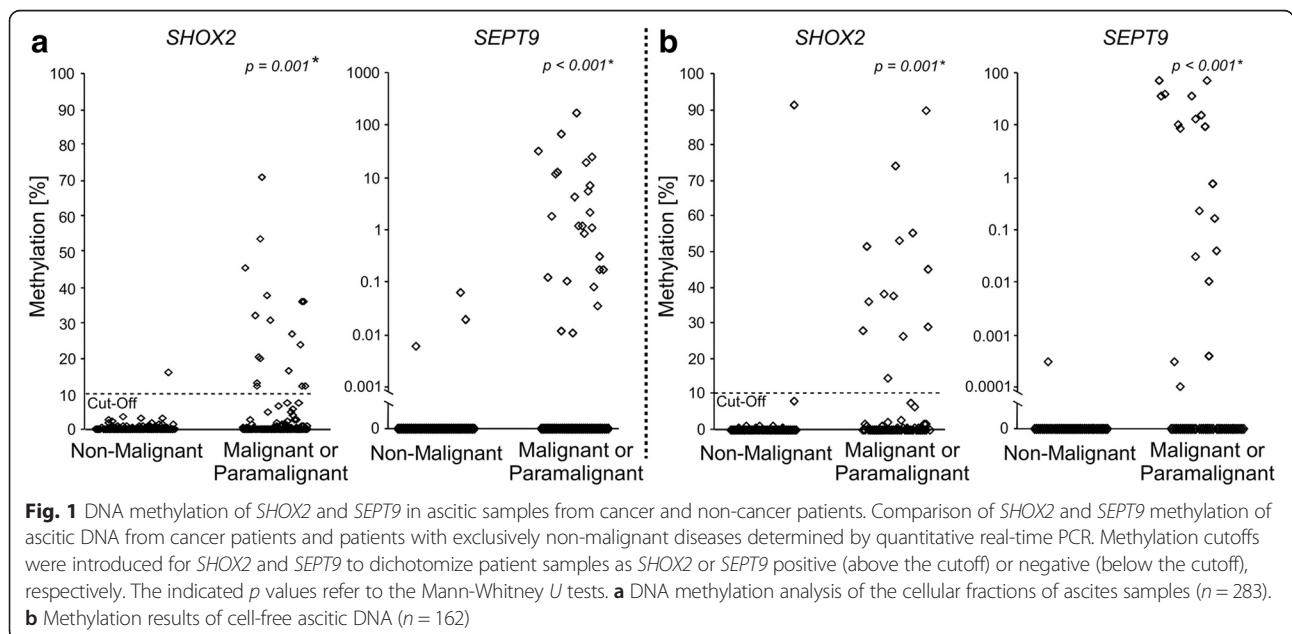 a
SHOX2
p = 0.001*
Methylation [%]
100
90
80
70
60
50
40
30
20
10
0
Cut-Off
Non-Malignant
Malignant or
Paramalignant
SEPT9
p < 0.001*
1000
100
10
1
0.1
0.01
0.001
0
Non-Malignant
Malignant or
Paramalignant
b
SHOX2
p = 0.001*
Methylation [%]
100
90
80
70
60
50
40
30
20
10
0
Cut-Off
Non-Malignant
Malignant or
Paramalignant
SEPT9
p < 0.001*
100
10
1
0.1
0.01
0.001
0.0001
0
Non-Malignant
Malignant or
Paramalignant
Fig. 1 DNA methylation of SHOX2 and SEPT9 in ascitic samples from cancer and non-cancer patients. Comparison of SHOX2 and SEPT9 methylation of
ascitic DNA from cancer patients and patients with exclusively non-malignant diseases determined by quantitative real-time PCR. Methylation cutoffs
were introduced for SHOX2 and SEPT9 to dichotomize patient samples as SHOX2 or SEPT9 positive (above the cutoff) or negative (below the cutoff),
respectively. The indicated p values refer to the Mann-Whitney U tests. a DNA methylation analysis of the cellular fractions of ascites samples (n = 283).
b Methylation results of cell-free ascitic DNA (n = 162)